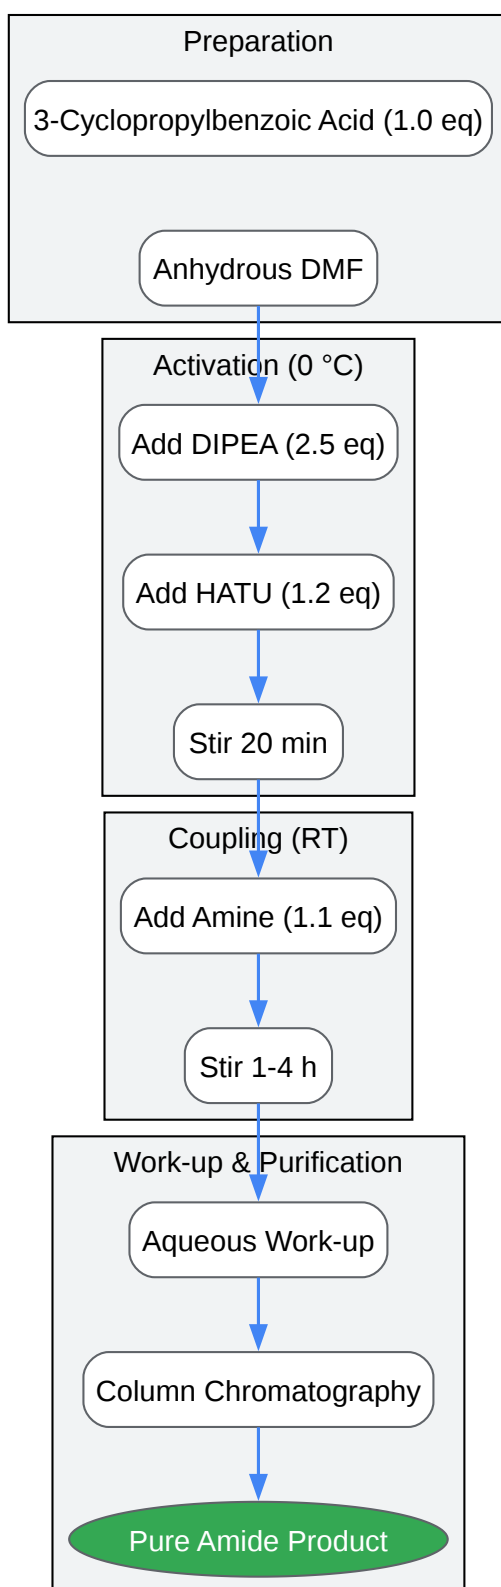 Preparation
3-Cyclopropylbenzoic Acid (1.0 eq)
Anhydrous DMF
Activation (0 °C)
Add DIPEA (2.5 eq)
Add HATU (1.2 eq)
Stir 20 min
Coupling (RT)
Add Amine (1.1 eq)
Stir 1-4 h
Work-up & Purification
Aqueous Work-up
Column Chromatography
Pure Amide Product